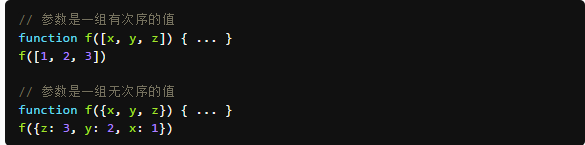 // 参数是一组有次序的值
function f([x, y, z]) { ... }
f([1, 2, 3])
// 参数是一组无次序的值
function f({x, y, z}) { ... }
f({z: 3, y: 2, x: 1})